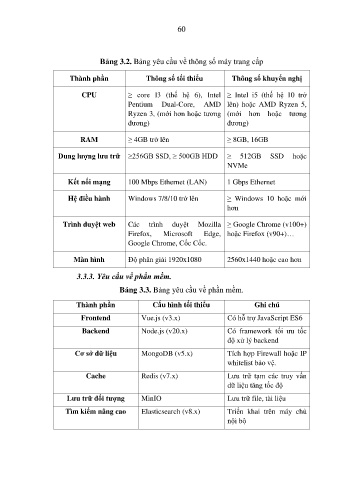 60
Bảng 3.2. Bảng yêu cầu về thông số máy trang cấp
Thành phần Thông số tối thiểu Thông số khuyến nghị
CPU ≥ core I3 (thế hệ 6), Intel ≥ Intel i5 (thế hệ 10 trở
Pentium Dual-Core, AMD lên) hoặc AMD Ryzen 5,
Ryzen 3, (mới hơn hoặc tương (mới hơn hoặc tương
đương) đương)
RAM ≥ 4GB trở lên ≥ 8GB, 16GB
Dung lượng lưu trữ ≥256GB SSD, ≥ 500GB HDD ≥ 512GB SSD hoặc
NVMe
Kết nối mạng 100 Mbps Ethernet (LAN) 1 Gbps Ethernet
Hệ điều hành Windows 7/8/10 trở lên ≥ Windows 10 hoặc mới
hơn
Trình duyệt web Các trình duyệt Mozilla ≥ Google Chrome (v100+)
Firefox, Microsoft Edge, hoặc Firefox (v90+)…
Google Chrome, Cốc Cốc.
Màn hình Độ phân giải 1920x1080 2560x1440 hoặc cao hơn
3.3.3. Yêu cầu về phần mềm.
Bảng 3.3. Bảng yêu cầu về phần mềm.
Thành phần Cấu hình tối thiểu Ghi chú
Frontend Vue.js (v3.x) Có hỗ trợ JavaScript ES6
Backend Node.js (v20.x) Có framework tối ưu tốc
độ xử lý backend
Cơ sở dữ liệu MongoDB (v5.x) Tích hợp Firewall hoặc IP
whitelist bảo vệ.
Cache Redis (v7.x) Lưu trữ tạm các truy vấn
dữ liệu tăng tốc độ
Lưu trữ đối tượng MinIO Lưu trữ file, tài liệu
Tìm kiếm nâng cao Elasticsearch (v8.x) Triển khai trên máy chủ
nội bộ